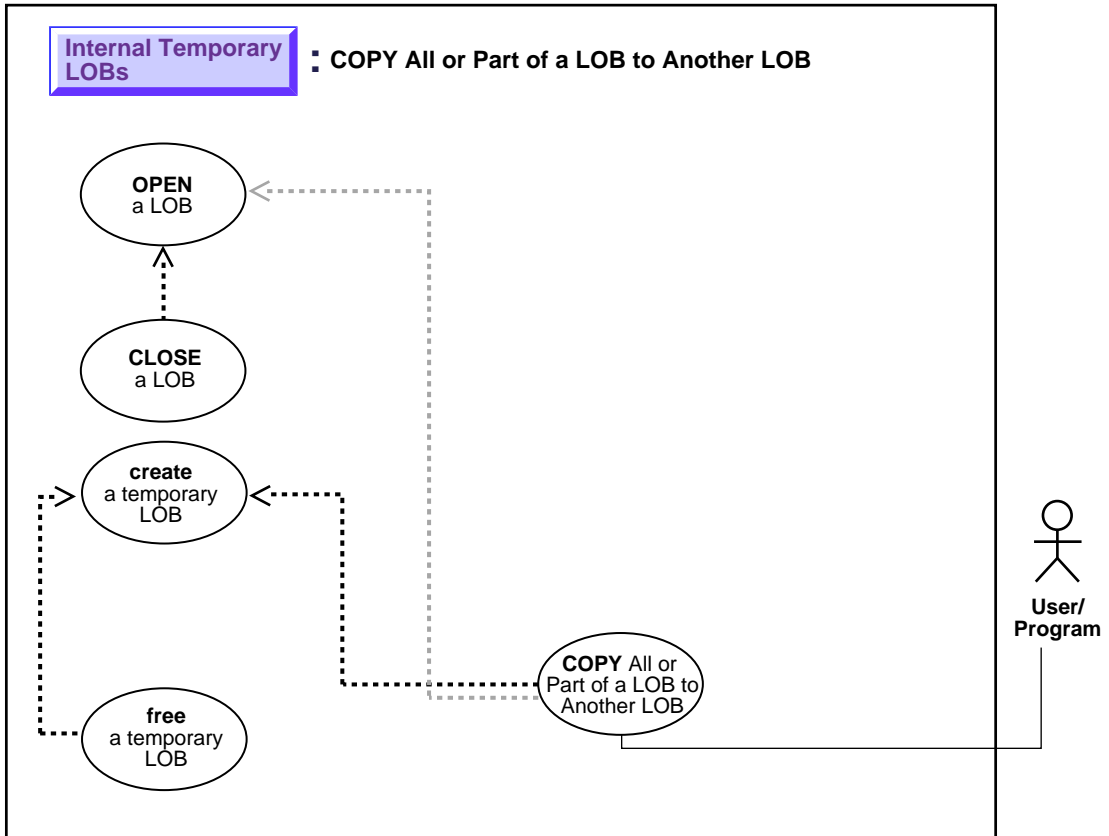 Internal Temporary
LOBs
: COPY All or Part of a LOB to Another LOB
OPEN
a LOB
CLOSE
a LOB
create
a temporary
LOB
User/
Program
COPY All or
Part of a LOB to
Another LOB
free
a temporary
LOB